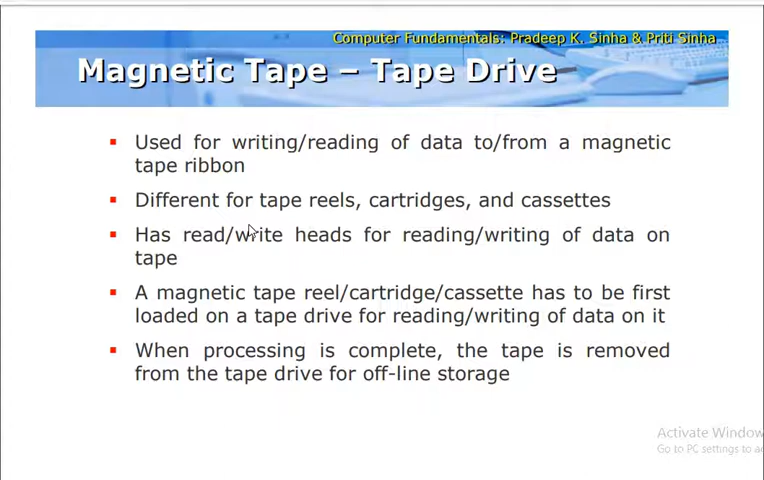 Computer Fundamentals: Pradeep K. Sinha & Priti Sinha
Magnetic Tape – Tape Drive
Used for writing/reading of data to/from a magnetic
tape ribbon
Different for tape reels, cartridges, and cassettes
Has read/write heads for reading/writing of data on
tape
A magnetic tape reel/cartridge/cassette has to be first
loaded on a tape drive for reading/writing of data on it
When processing is complete, the tape is removed
from the tape drive for off-line storage
Activate Window
Go to PC settings to a